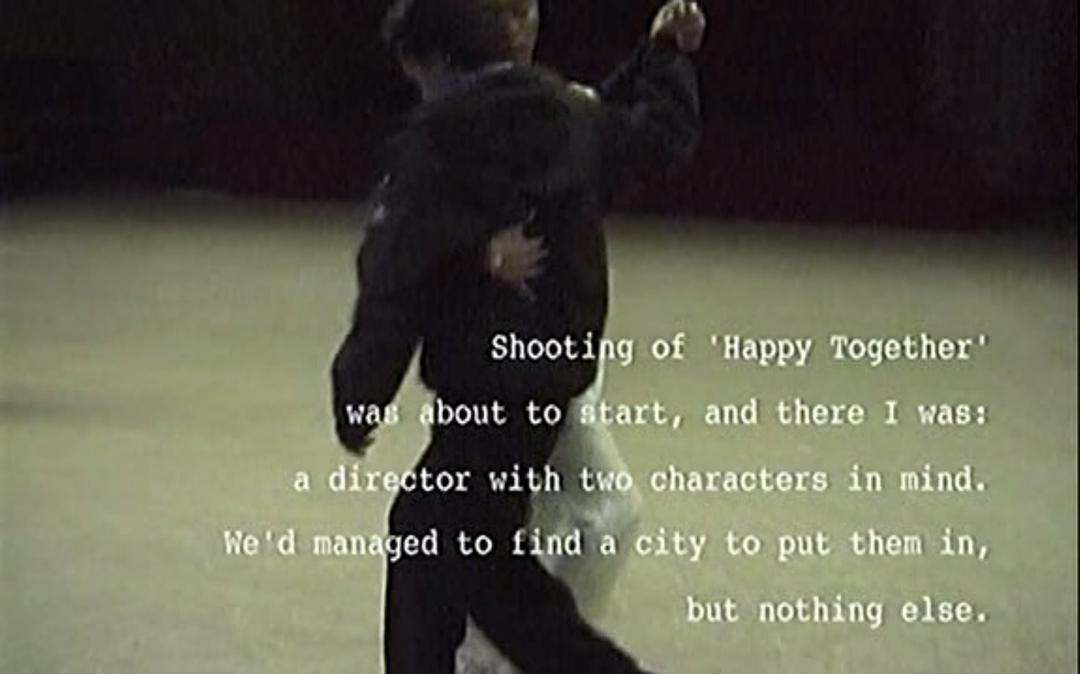 Shooting of 'Happy Together'
was about to start, and there I was:
a director with two characters in mind.
We'd managed to find a city to put them in,
but nothing else.